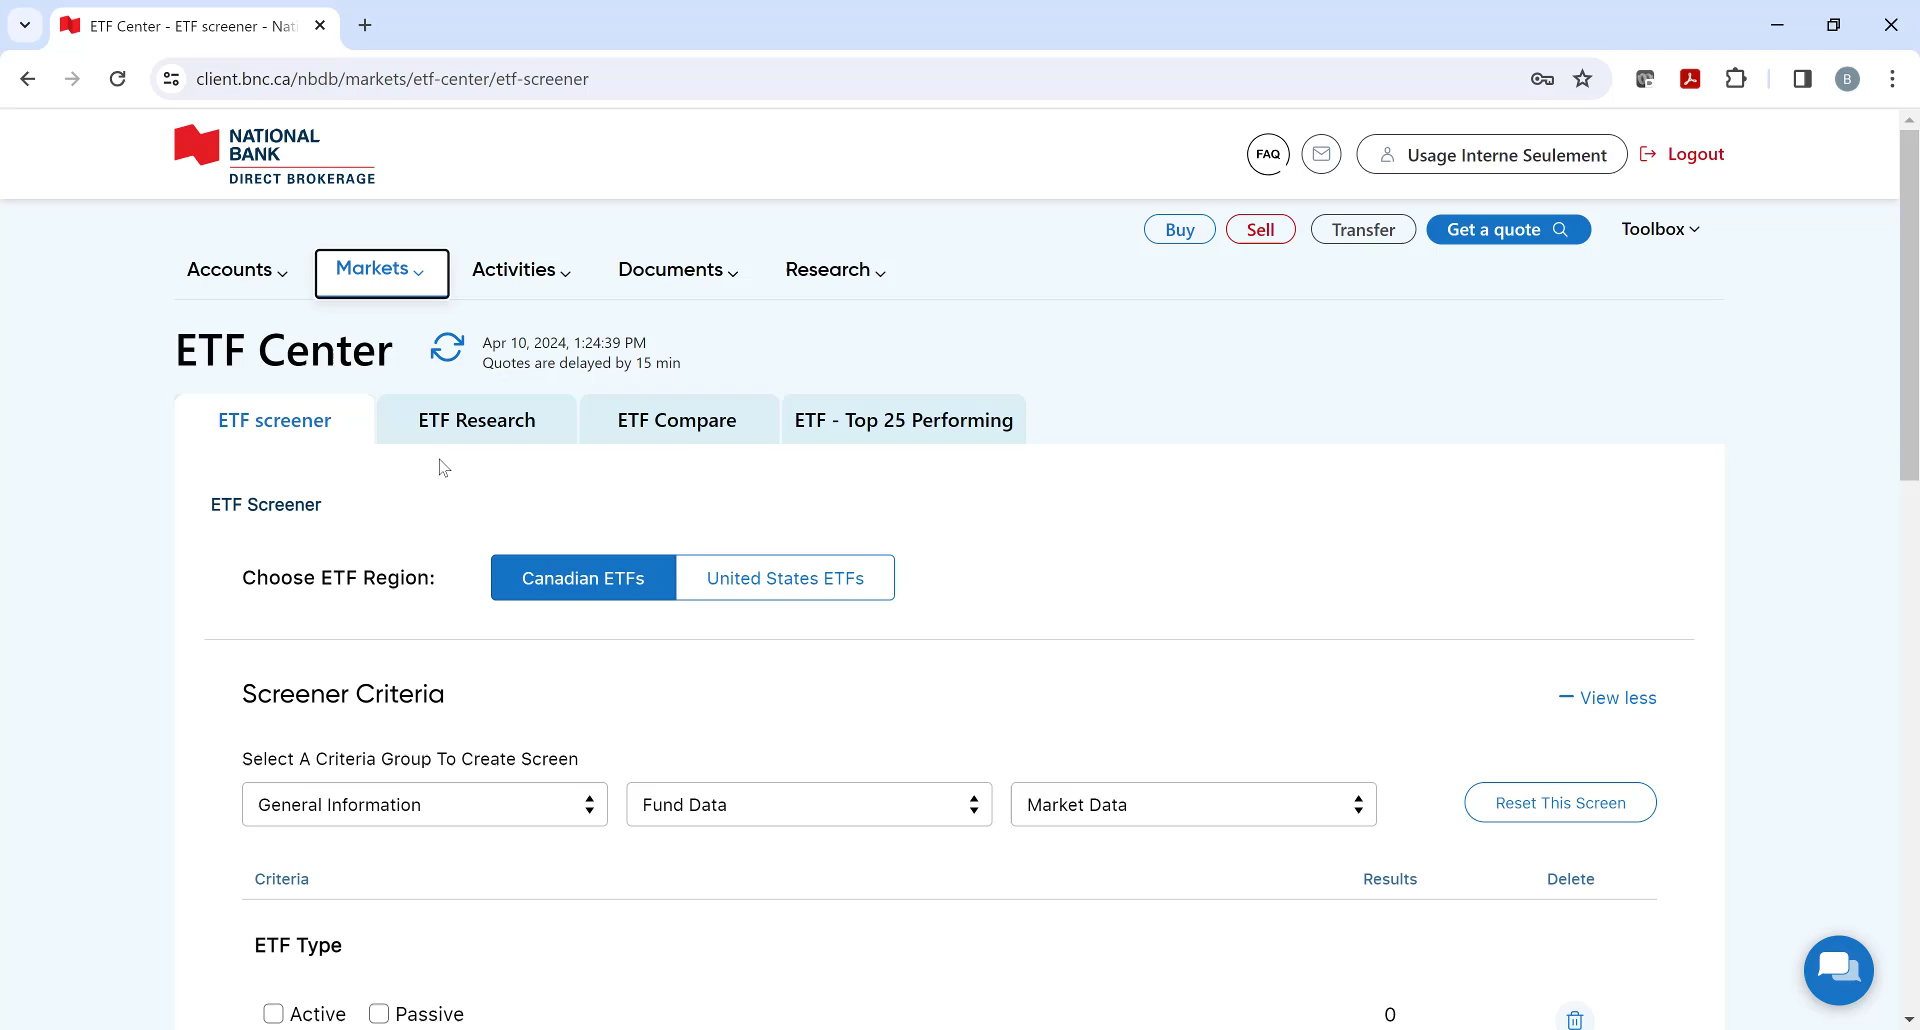 ETF Center - ETF screener - Nat
client.bnc.ca/nbdb/markets/etf-center/etf-screener
B
NATIONAL
BANK
DIRECT BROKERAGE
FAQ
Usage Interne Seulement
Logout
Buy
Sell
Transfer
Get a quote
Toolbox
Accounts
Markets
Activities
Documents
Research
ETF Center
Apr 10, 2024, 1:24:39 PM
Quotes are delayed by 15 min
ETF screener
ETF Research
ETF Compare
ETF - Top 25 Performing
ETF Screener
Choose ETF Region:
Canadian ETFs
United States ETFs
Screener Criteria
View less
Select A Criteria Group To Create Screen
General Information
Fund Data
Market Data
Reset This Screen
Criteria
Results
Delete
ETF Type
Active
Passive
0